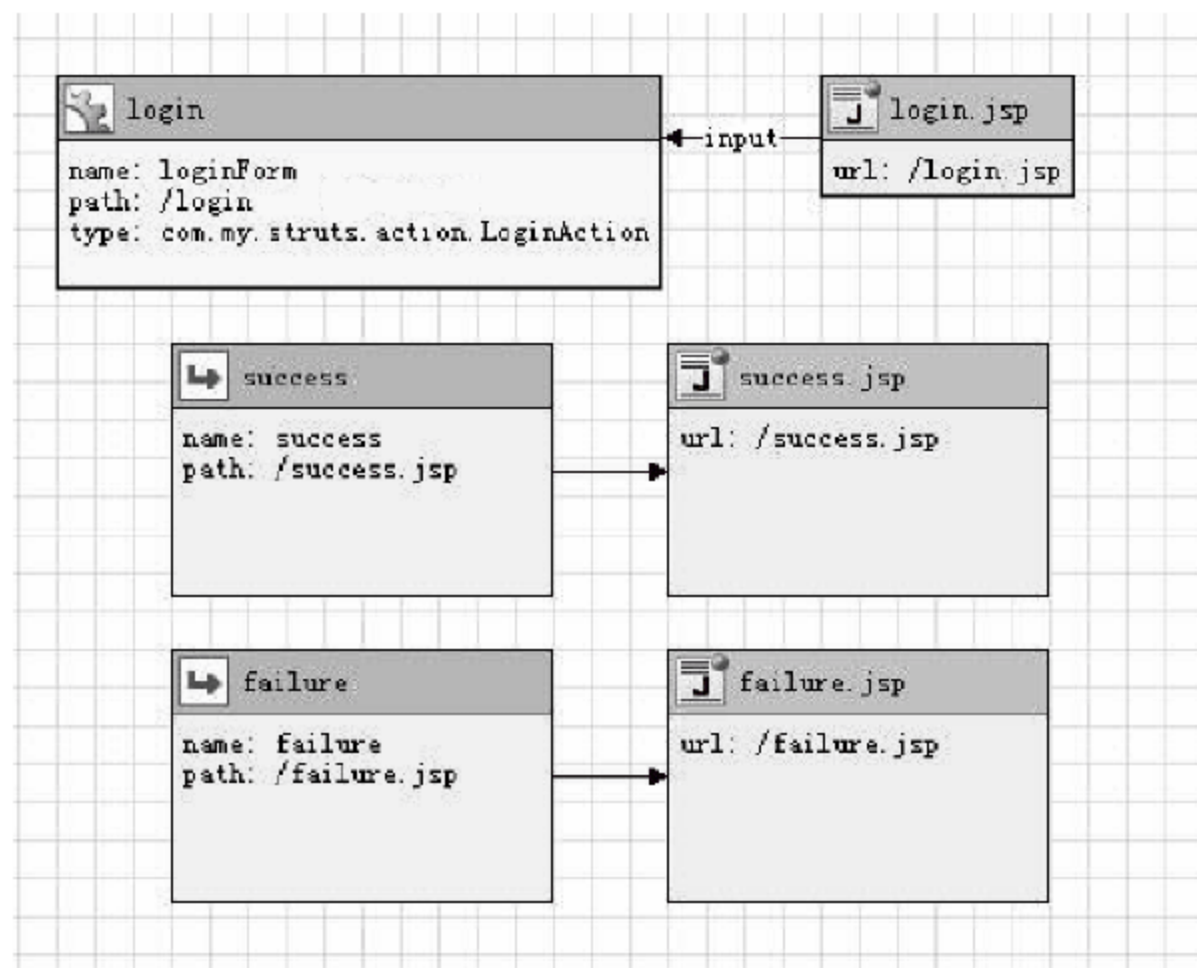 login
name: loginForm
path: /login
type: com.my.struts.action.LoginAction
input
login.jsp
url: /login.jsp
success
name: success
path: /success.jsp
success.jsp
url: /success.jsp
failure
name: failure
path: /failure.jsp
failure.jsp
url: /failure.jsp